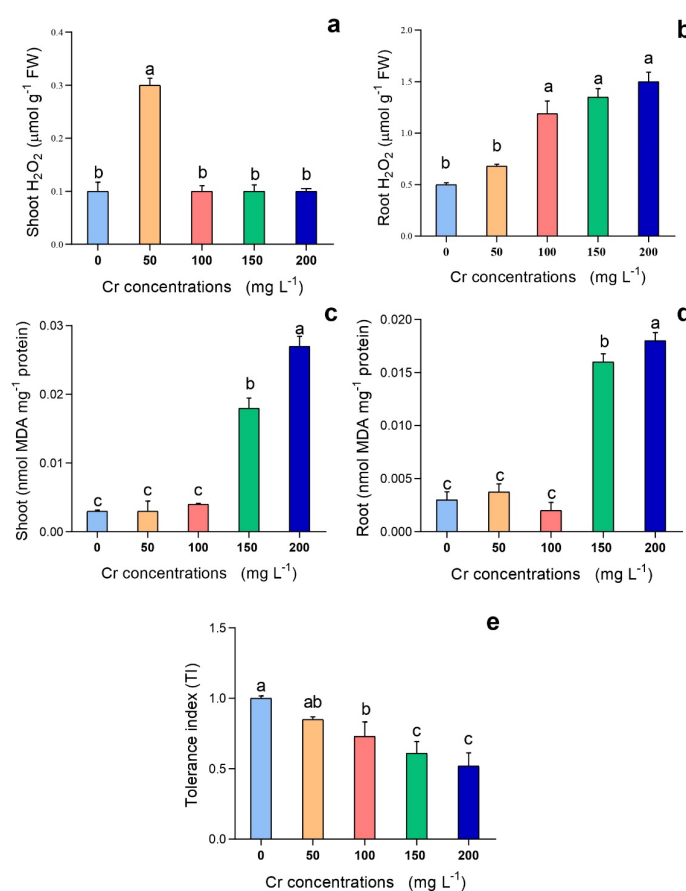 a
Shoot H₂O₂ (μmol g⁻¹ FW)
0.4
0.3
0.2
0.1
0.0
b
a
b
b
b
0
50
100
150
200
Cr concentrations (mg L⁻¹)
b
Root H₂O₂ (μmol g⁻¹ FW)
2.0
1.5
1.0
0.5
0.0
b
b
a
a
a
0
50
100
150
200
Cr concentrations (mg L⁻¹)
c
Shoot (nmol MDA mg⁻¹ protein)
0.03
0.02
0.01
0.00
c
c
c
b
a
0
50
100
150
200
Cr concentrations (mg L⁻¹)
d
Root (nmol MDA mg⁻¹ protein)
0.020
0.015
0.010
0.005
0.000
c
c
c
b
a
0
50
100
150
200
Cr concentrations (mg L⁻¹)
e
Tolerance index (TI)
1.5
1.0
0.5
0.0
a
ab
b
c
c
0
50
100
150
200
Cr concentrations (mg L⁻¹)